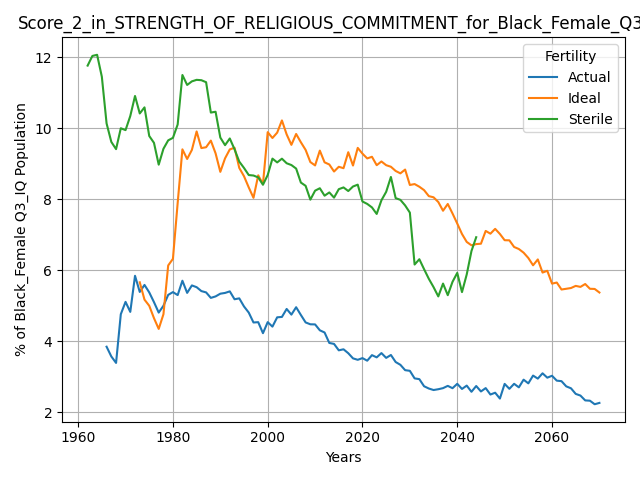 Score_2_in_STRENGTH_OF_RELIGIOUS_COMMITMENT_for_Black_Female_Q3
Fertility
Actual
Ideal
Sterile
% of Black_Female Q3_IQ Population
12
10
8
6
4
2
1960 1980 2000 2020 2040 2060
Years